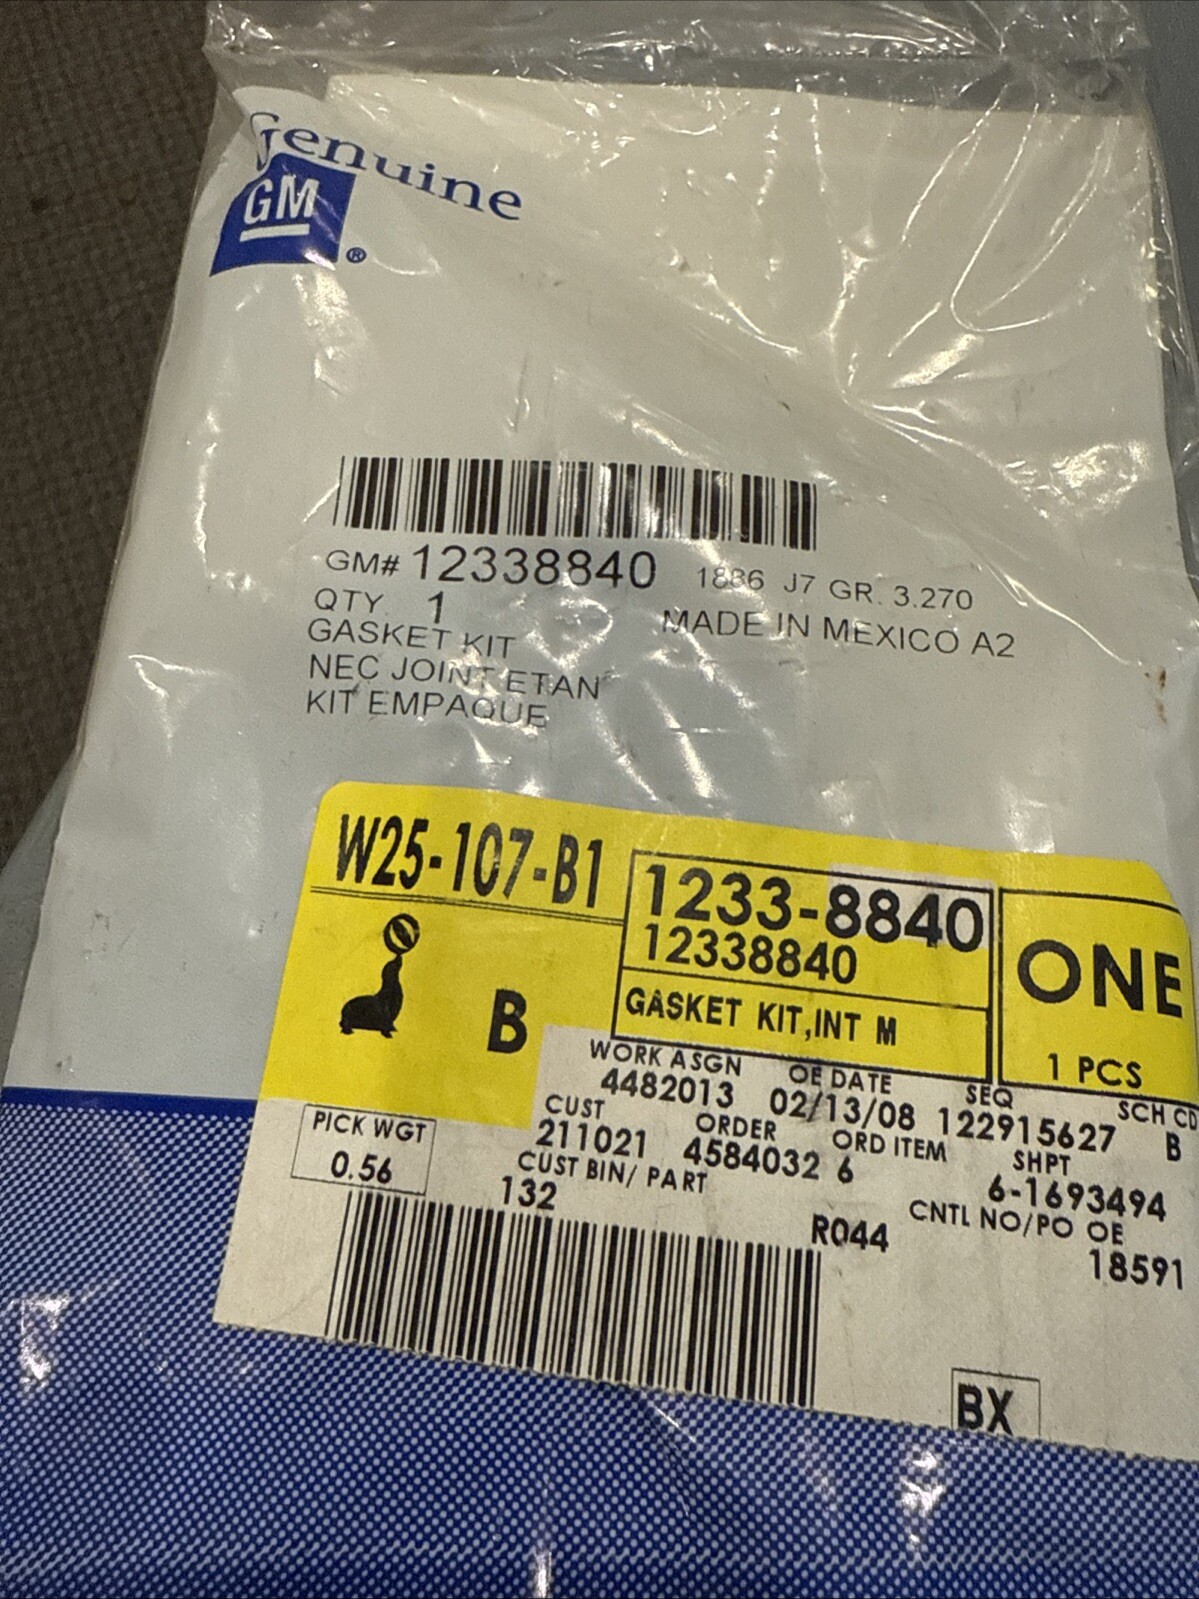 Genuine
GM ®
GM# 12338840 1886 J7 GR. 3.270
QTY 1 MADE IN MEXICO A2
GASKET KIT
NEC JOINT ETAN
KIT EMPAQUE
W25-107-B1
1233-8840
12338840
ONE
B
GASKET KIT,INT M
1 PCS
WORK ASGN OE DATE SEQ SCH CD
4482013 02/13/08 122915627 B
CUST ORDER ORD ITEM SHPT
211021 4584032 6 6-1693494
PICK WGT
0.56
CUST BIN/ PART CNTL NO/PO OE
132 R044 18591
BX